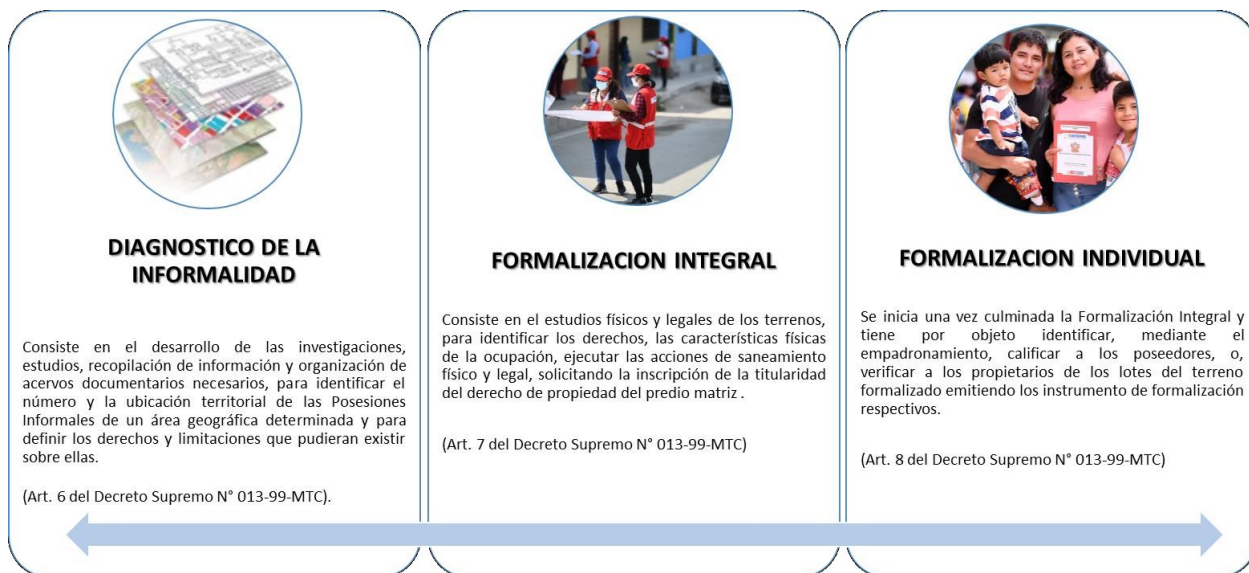 DIAGNOSTICO DE LA
INFORMALIDAD
Consiste en el desarrollo de las investigaciones,
estudios, recopilación de información y organización de
acervos documentarios necesarios, para identificar el
número y la ubicación territorial de las Posesiones
Informales de un área geográfica determinada y para
definir los derechos y limitaciones que pudieran existir
sobre ellas.
(Art. 6 del Decreto Supremo N° 013-99-MTC).
FORMALIZACION INTEGRAL
Consiste en el estudios físicos y legales de los terrenos,
para identificar los derechos, las características físicas
de la ocupación, ejecutar las acciones de saneamiento
físico y legal, solicitando la inscripción de la titularidad
del derecho de propiedad del predio matriz .
(Art. 7 del Decreto Supremo N° 013-99-MTC)
FORMALIZACION INDIVIDUAL
Se inicia una vez culminada la Formalización Integral y
tiene por objeto identificar, mediante el
empadronamiento, calificar a los poseedores, o,
verificar a los propietarios de los lotes del terreno
formalizado emitiendo los instrumento de formalización
respectivos.
(Art. 8 del Decreto Supremo N° 013-99-MTC)